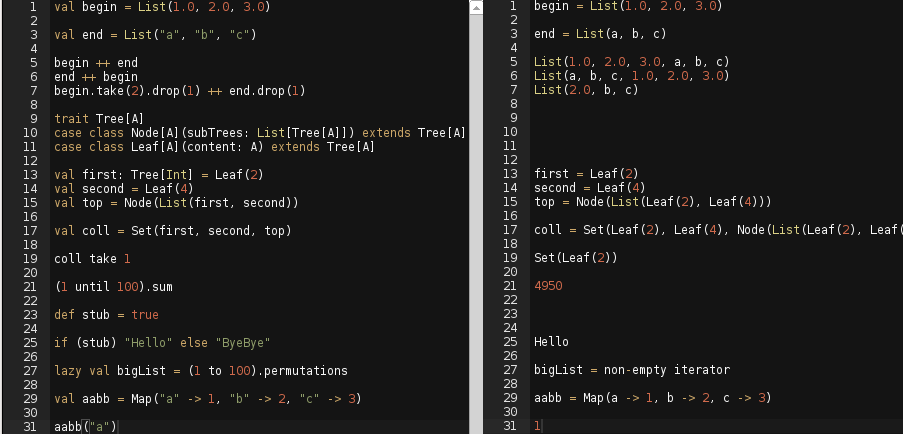 1 val begin = List(1.0, 2.0, 3.0)
2
3 val end = List("a", "b", "c")
4
5 begin ++ end
6 end ++ begin
7 begin.take(2).drop(1) ++ end.drop(1)
8
9 trait Tree[A]
10 case class Node[A](subTrees: List[Tree[A]]) extends Tree[A]
11 case class Leaf[A](content: A) extends Tree[A]
12
13 val first: Tree[Int] = Leaf(2)
14 val second = Leaf(4)
15 val top = Node(List(first, second))
16
17 val coll = Set(first, second, top)
18
19 coll take 1
20
21 (1 until 100).sum
22
23 def stub = true
24
25 if (stub) "Hello" else "ByeBye"
26
27 lazy val bigList = (1 to 100).permutations
28
29 val aabb = Map("a" -> 1, "b" -> 2, "c" -> 3)
30
31 aabb("a")
1 begin = List(1.0, 2.0, 3.0)
2
3 end = List(a, b, c)
4
5 List(1.0, 2.0, 3.0, a, b, c)
6 List(a, b, c, 1.0, 2.0, 3.0)
7 List(2.0, b, c)
8
9
10
11
12
13 first = Leaf(2)
14 second = Leaf(4)
15 top = Node(List(Leaf(2), Leaf(4)))
16
17 coll = Set(Leaf(2), Leaf(4), Node(List(Leaf(2), Leaf(
18
19 Set(Leaf(2))
20
21 4950
22
23
24
25 Hello
26
27 bigList = non-empty iterator
28
29 aabb = Map(a -> 1, b -> 2, c -> 3)
30
31 1